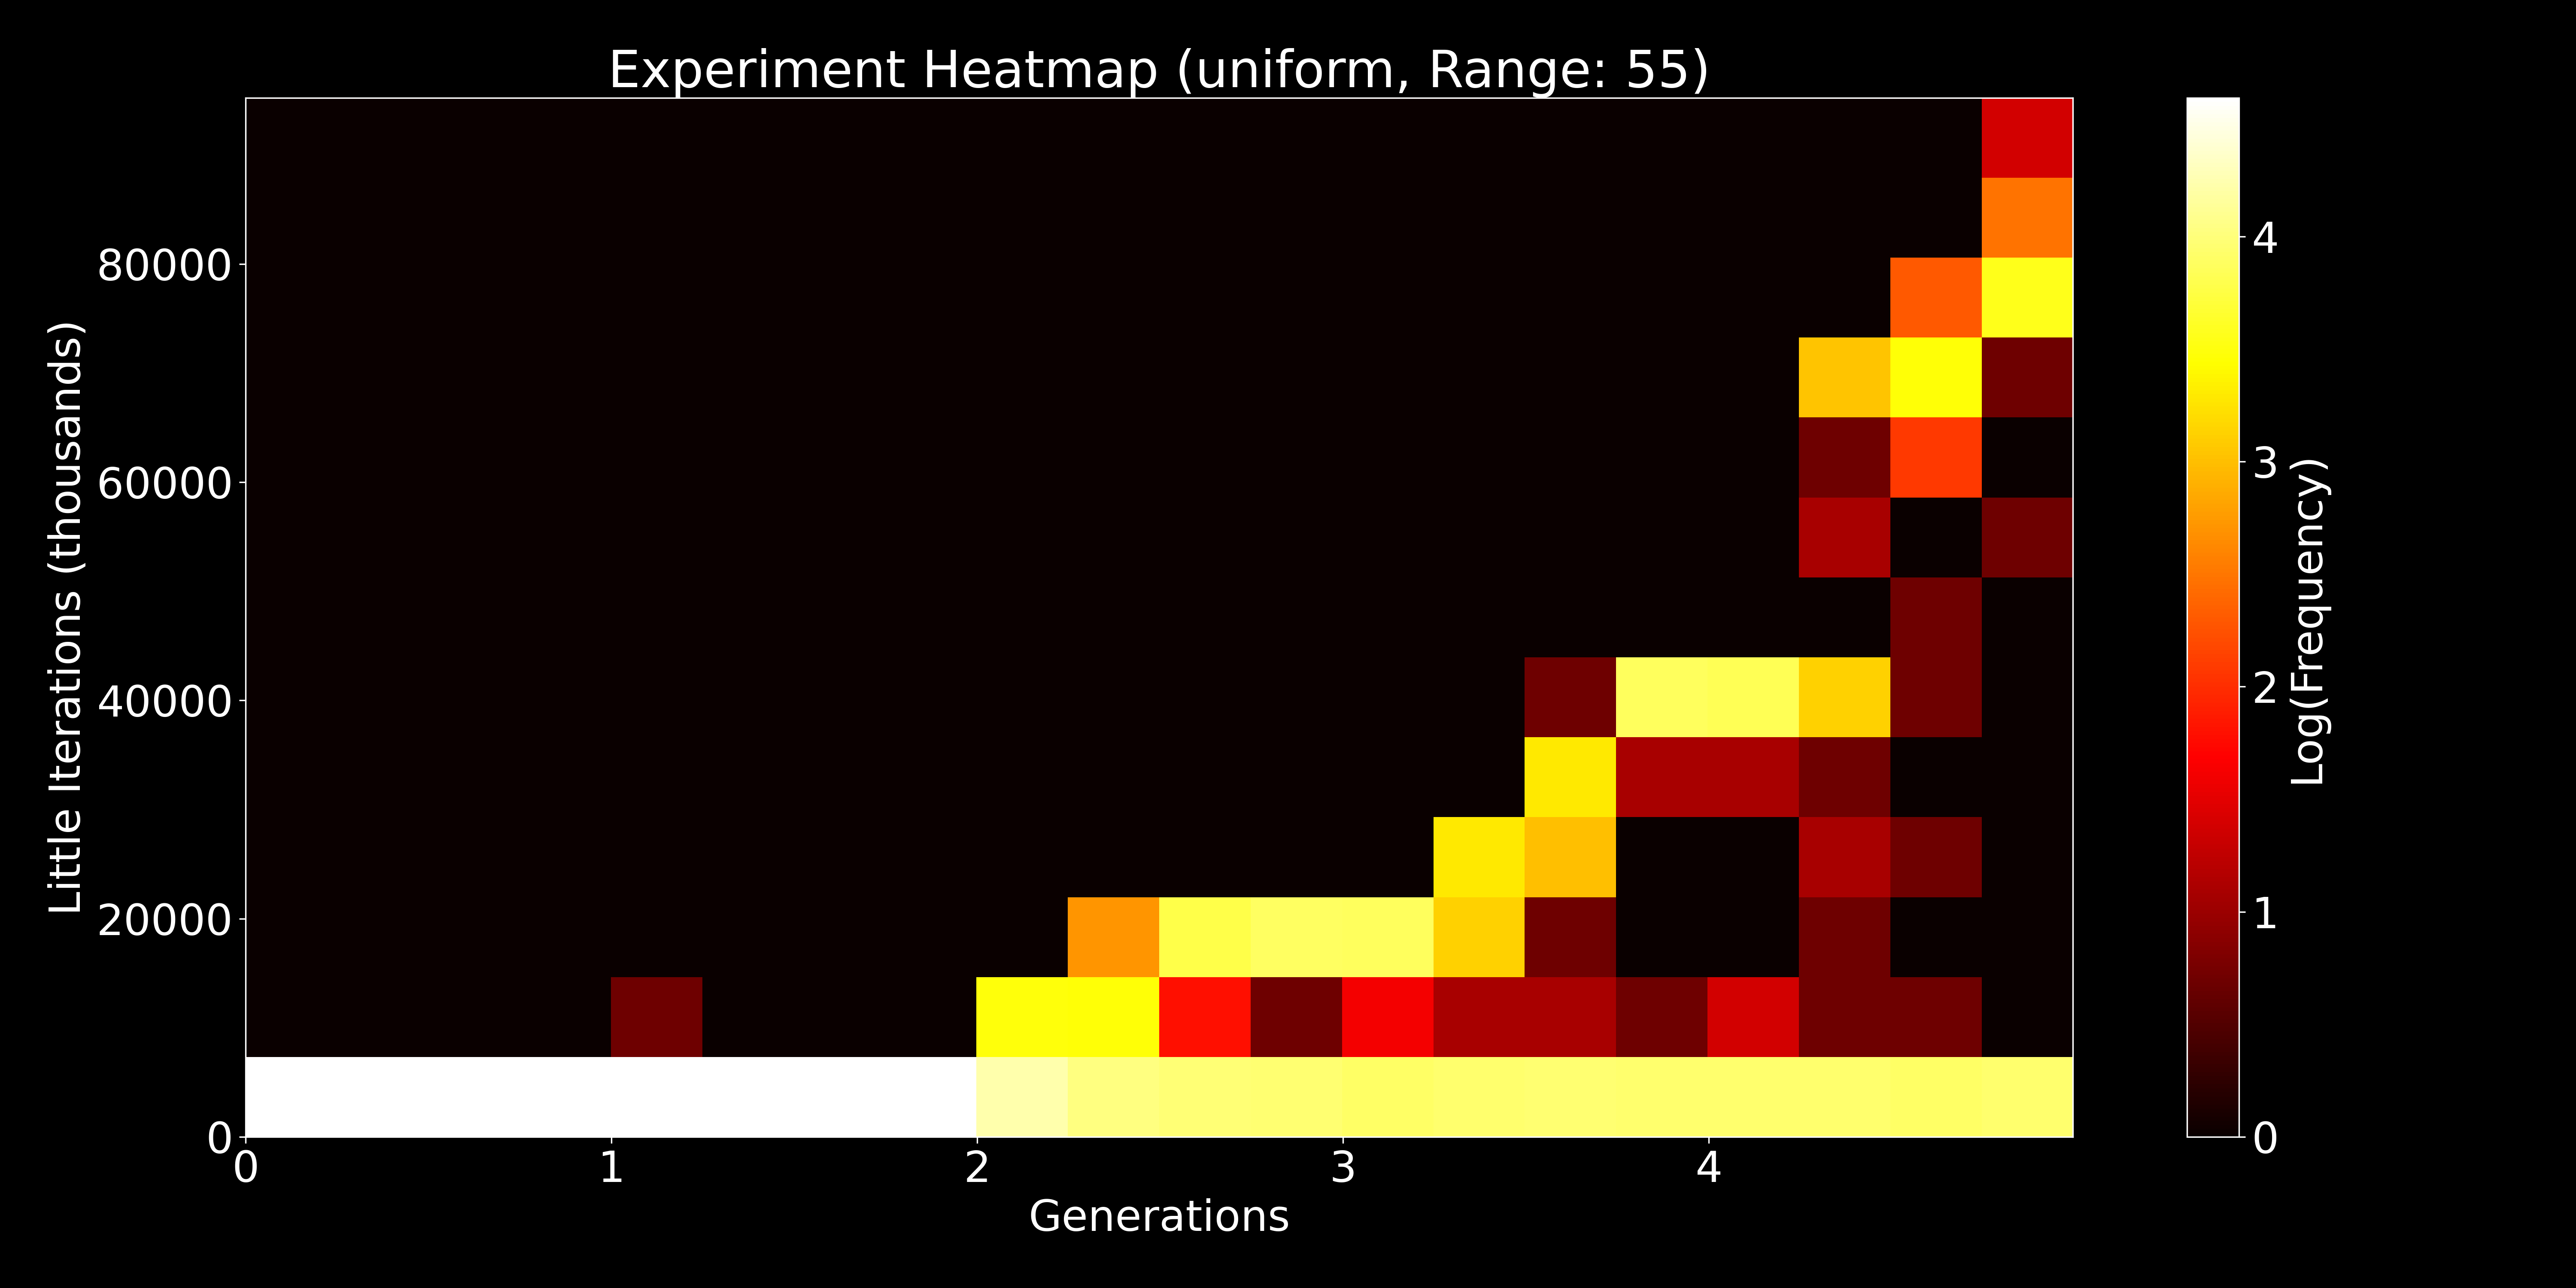 Experiment Heatmap (uniform, Range: 55)
Little Iterations (thousands)
80000
60000
40000
20000
0
0 1 2 3 4
Generations
4
3
2
1
0
Log(Frequency)